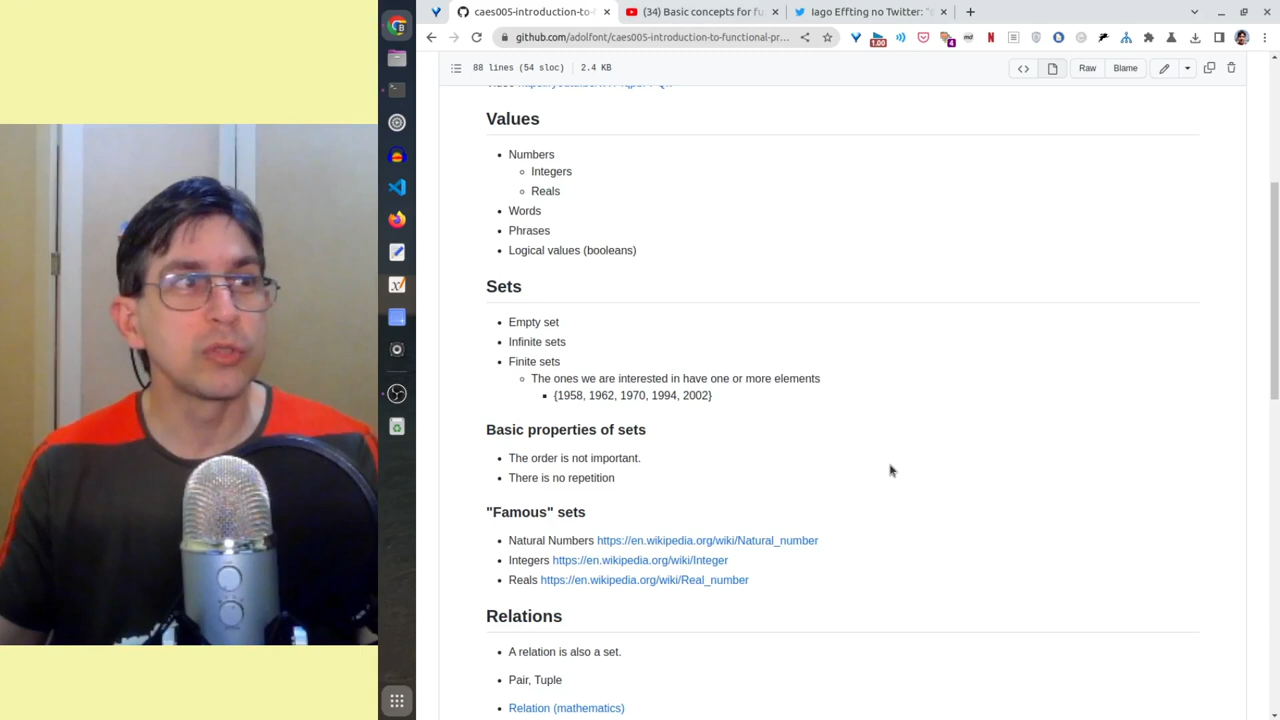 caes005-introduction-to-f
(34) Basic concepts for fu
Iago Effting no Twitter: "e
github.com/adolfont/caes005-introduction-to-functional-pr...
1.00
4
md
N
88 lines (54 sloc)
2.4 KB
Raw
Blame
Values
Numbers
Integers
Reals
Words
Phrases
Logical values (booleans)
Sets
Empty set
Infinite sets
Finite sets
The ones we are interested in have one or more elements
{1958, 1962, 1970, 1994, 2002}
Basic properties of sets
The order is not important.
There is no repetition
"Famous" sets
Natural Numbers https://en.wikipedia.org/wiki/Natural_number
Integers https://en.wikipedia.org/wiki/Integer
Reals https://en.wikipedia.org/wiki/Real_number
Relations
A relation is also a set.
Pair, Tuple
Relation (mathematics)